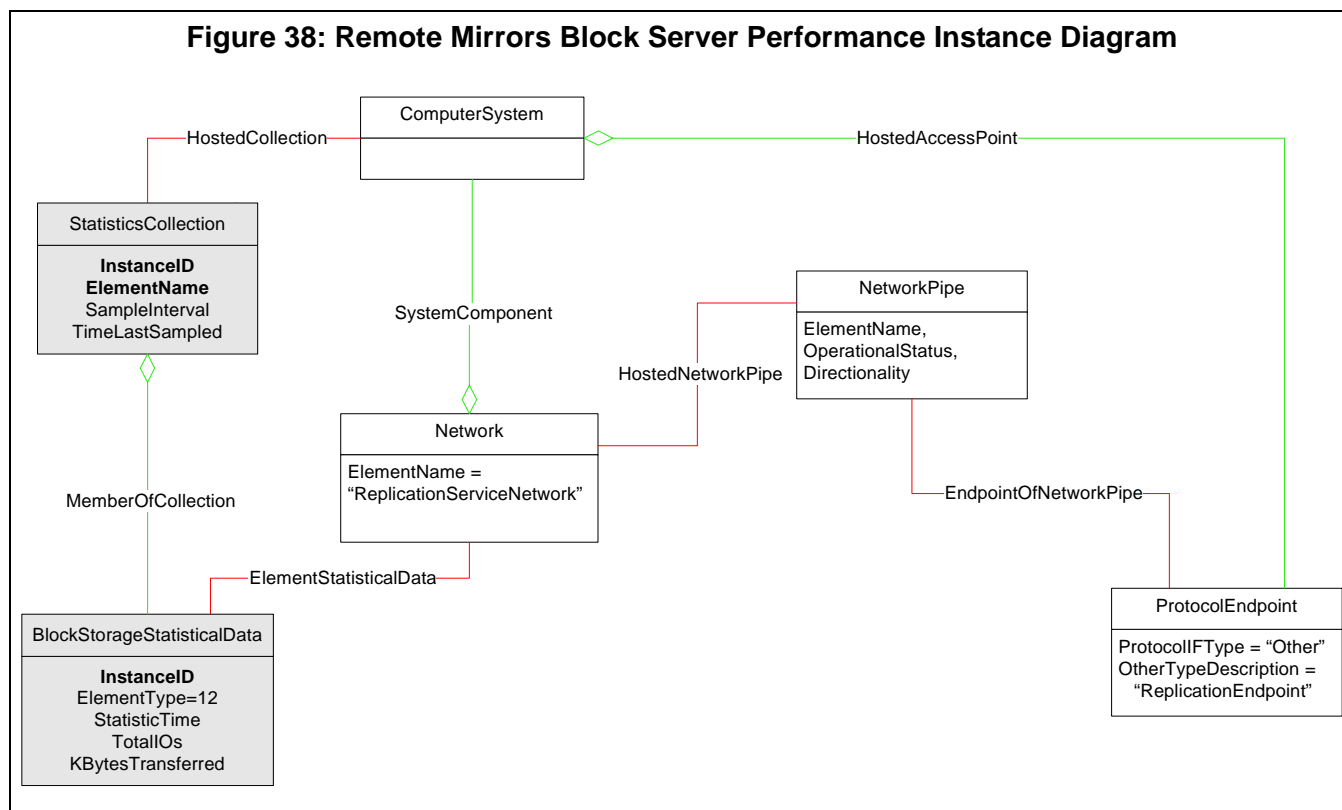 Figure 38: Remote Mirrors Block Server Performance Instance Diagram
ComputerSystem
HostedCollection
HostedAccessPoint
StatisticsCollection
InstanceID
ElementName
SampleInterval
TimeLastSampled
SystemComponent
NetworkPipe
ElementName,
OperationalStatus,
Directionality
HostedNetworkPipe
Network
ElementName =
“ReplicationServiceNetwork”
MemberOfCollection
EndpointOfNetworkPipe
ElementStatisticalData
BlockStorageStatisticalData
InstanceID
ElementType=12
StatisticTime
TotalIOs
KBytesTransferred
ProtocolEndpoint
ProtocolIFType = “Other”
OtherTypeDescription =
“ReplicationEndpoint”